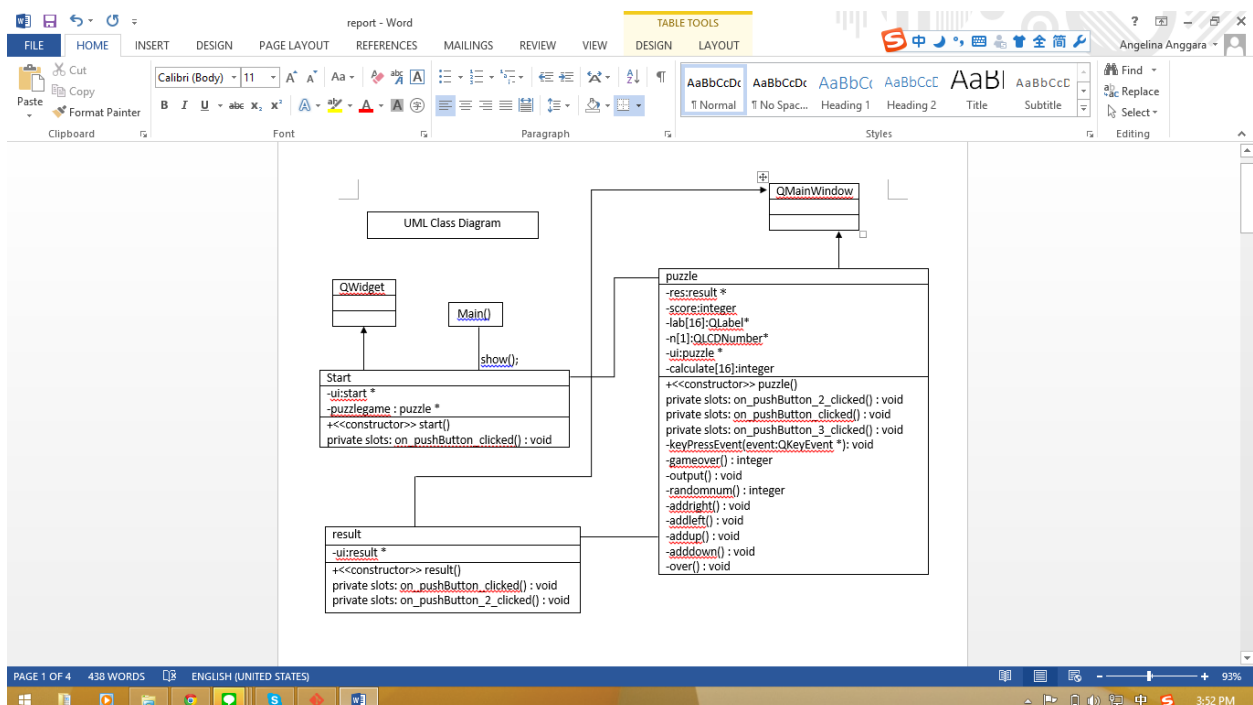 report - Word
TABLE TOOLS
FILE HOME INSERT DESIGN PAGE LAYOUT REFERENCES MAILINGS REVIEW VIEW DESIGN LAYOUT
中 全 简
Angelina Anggara
Paste
Cut
Copy
Format Painter
Clipboard
Calibri (Body) 11
Font
Paragraph
AaBbCcDc AaBbCcDc AaBbCc AaBbCcD AaBl AaBbCcD
¶ Normal ¶ No Spac... Heading 1 Heading 2 Title Subtitle
Styles
Find
Replace
Select
Editing
UML Class Diagram
QMainWindow
QWidget
Main()
show();
Start
-ui:start *
-puzzlegame : puzzle *
+<<constructor>> start()
private slots: on_pushButton_clicked() : void
puzzle
-res:result *
-score:integer
-lab[16]:QLabel*
-n[1]:QLCDNumber*
-ui:puzzle *
-calculate[16]:integer
+<<constructor>> puzzle()
private slots: on_pushButton_2_clicked() : void
private slots: on_pushButton_clicked() : void
private slots: on_pushButton_3_clicked() : void
-keyPressEvent(event:QKeyEvent *): void
-gameover() : integer
-output() : void
-randomnum() : integer
-addright() : void
-addleft() : void
-addup() : void
-adddown() : void
-over() : void
result
-ui:result *
+<<constructor>> result()
private slots: on_pushButton_clicked() : void
private slots: on_pushButton_2_clicked() : void
PAGE 1 OF 4 438 WORDS ENGLISH (UNITED STATES) 93%
中 3:52 PM